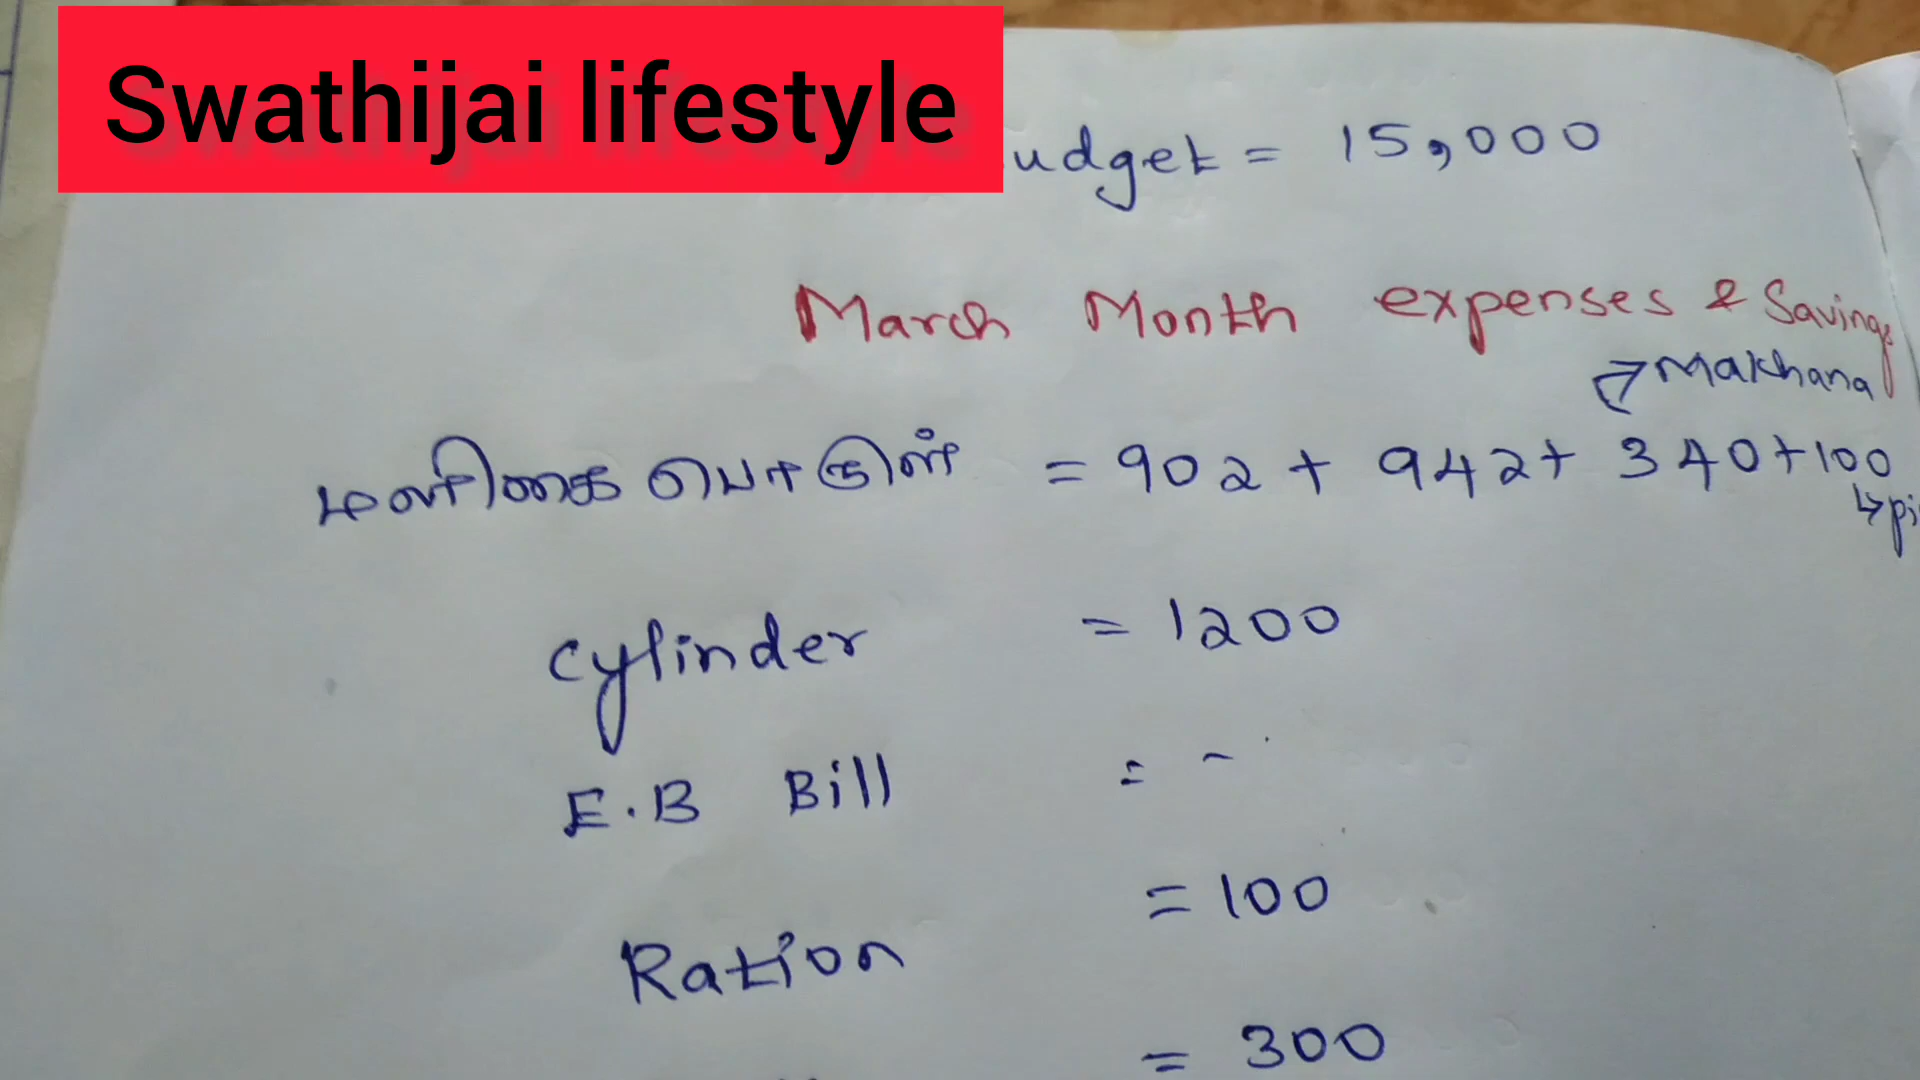 Swathijai lifestyle
udget = 15,000
March Month expenses & Savings
→ Makhana
மளிகை பொருள் = 902 + 942 + 340 + 100
↳ pi
Cylinder = 1200
E.B Bill = -
Ration = 100
= 300